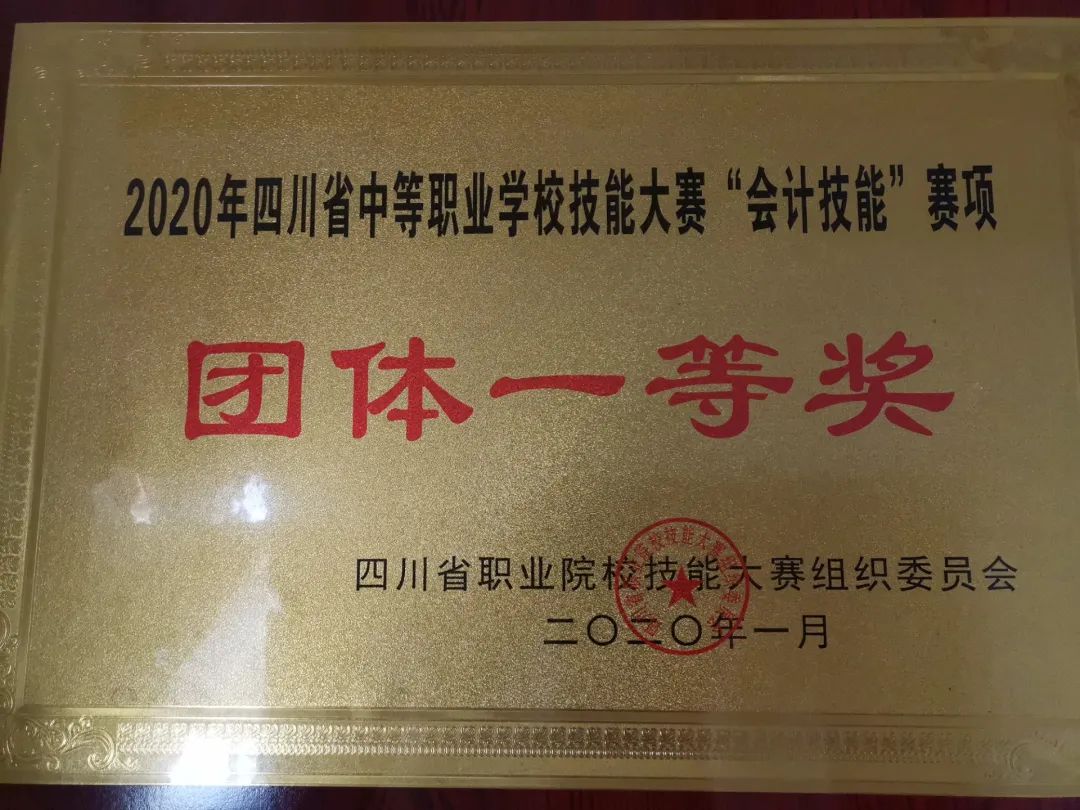 2020年四川省中等职业学校技能大赛“会计技能”赛项
团体一等奖
四川省职业院校技能大赛组织委员会
二〇二〇年一月